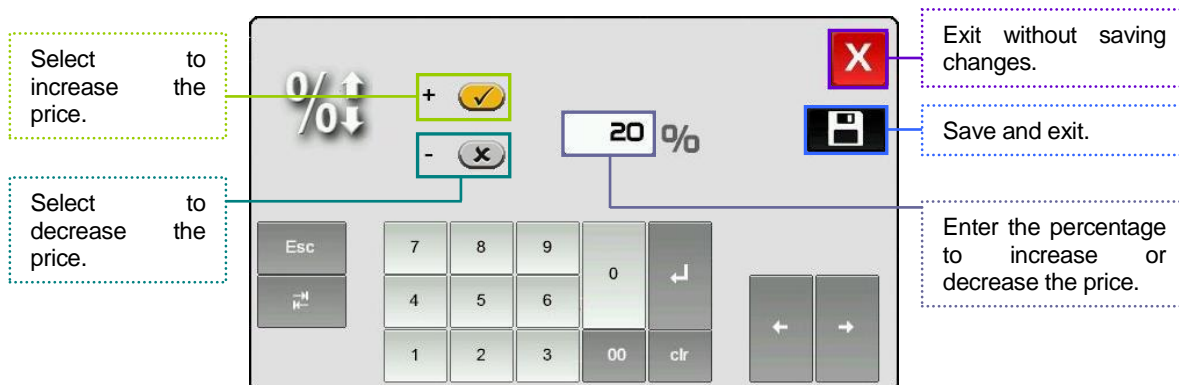 Select to
increase the
price.
Select to
decrease the
price.
%
+
-
20 %
X
Exit without saving
changes.
Save and exit.
Enter the percentage
to increase or
decrease the price.
Esc 7 8 9 0
4 5 6
1 2 3 00 clr